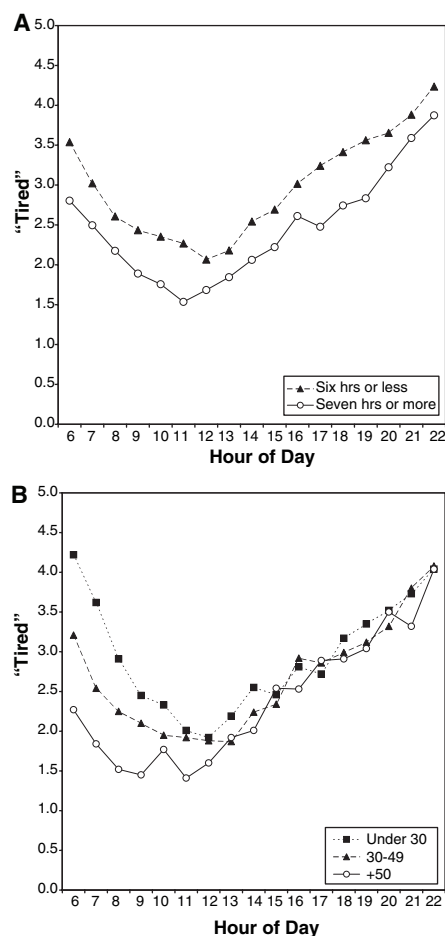 A
5.0
4.5
4.0
3.5
3.0
2.5
2.0
1.5
1.0
0.5
0.0
“Tired”
Six hrs or less
Seven hrs or more
6 7 8 9 10 11 12 13 14 15 16 17 18 19 20 21 22
Hour of Day
B
5.0
4.5
4.0
3.5
3.0
2.5
2.0
1.5
1.0
0.5
0.0
“Tired”
Under 30
30-49
+50
6 7 8 9 10 11 12 13 14 15 16 17 18 19 20 21 22
Hour of Day